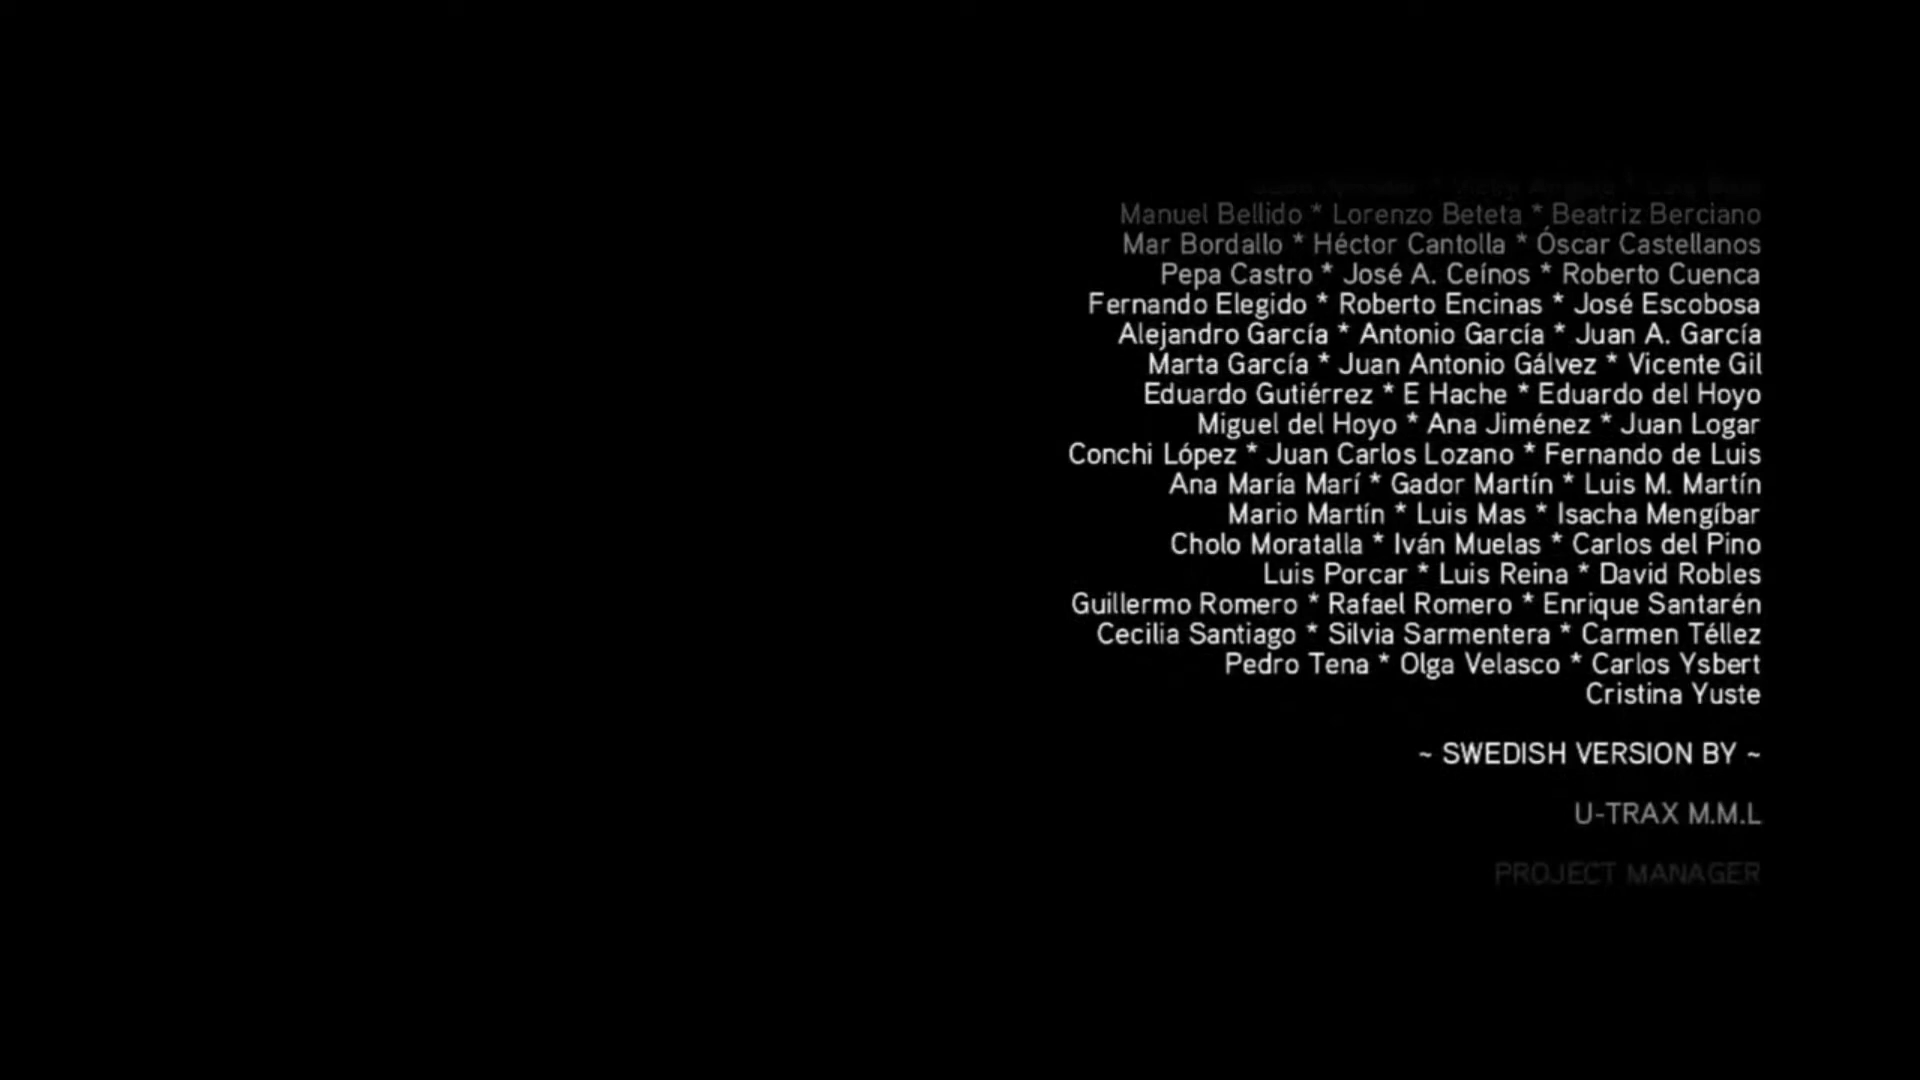 Manuel Bellido * Lorenzo Beteta * Beatriz Berciano
Mar Bordallo * Héctor Cantolla * Óscar Castellanos
Pepa Castro * José A. Ceínos * Roberto Cuenca
Fernando Elegido * Roberto Encinas * José Escobosa
Alejandro García * Antonio García * Juan A. García
Marta García * Juan Antonio Gálvez * Vicente Gil
Eduardo Gutiérrez * E Hache * Eduardo del Hoyo
Miguel del Hoyo * Ana Jiménez * Juan Logar
Conchi López * Juan Carlos Lozano * Fernando de Luis
Ana María Marí * Gador Martín * Luis M. Martín
Mario Martín * Luis Mas * Isacha Mengíbar
Cholo Moratalla * Iván Muelas * Carlos del Pino
Luis Porcar * Luis Reina * David Robles
Guillermo Romero * Rafael Romero * Enrique Santarén
Cecilia Santiago * Silvia Sarmentera * Carmen Téllez
Pedro Tena * Olga Velasco * Carlos Ysbert
Cristina Yuste
~ SWEDISH VERSION BY ~
U-TRAX M.M.L
PROJECT MANAGER